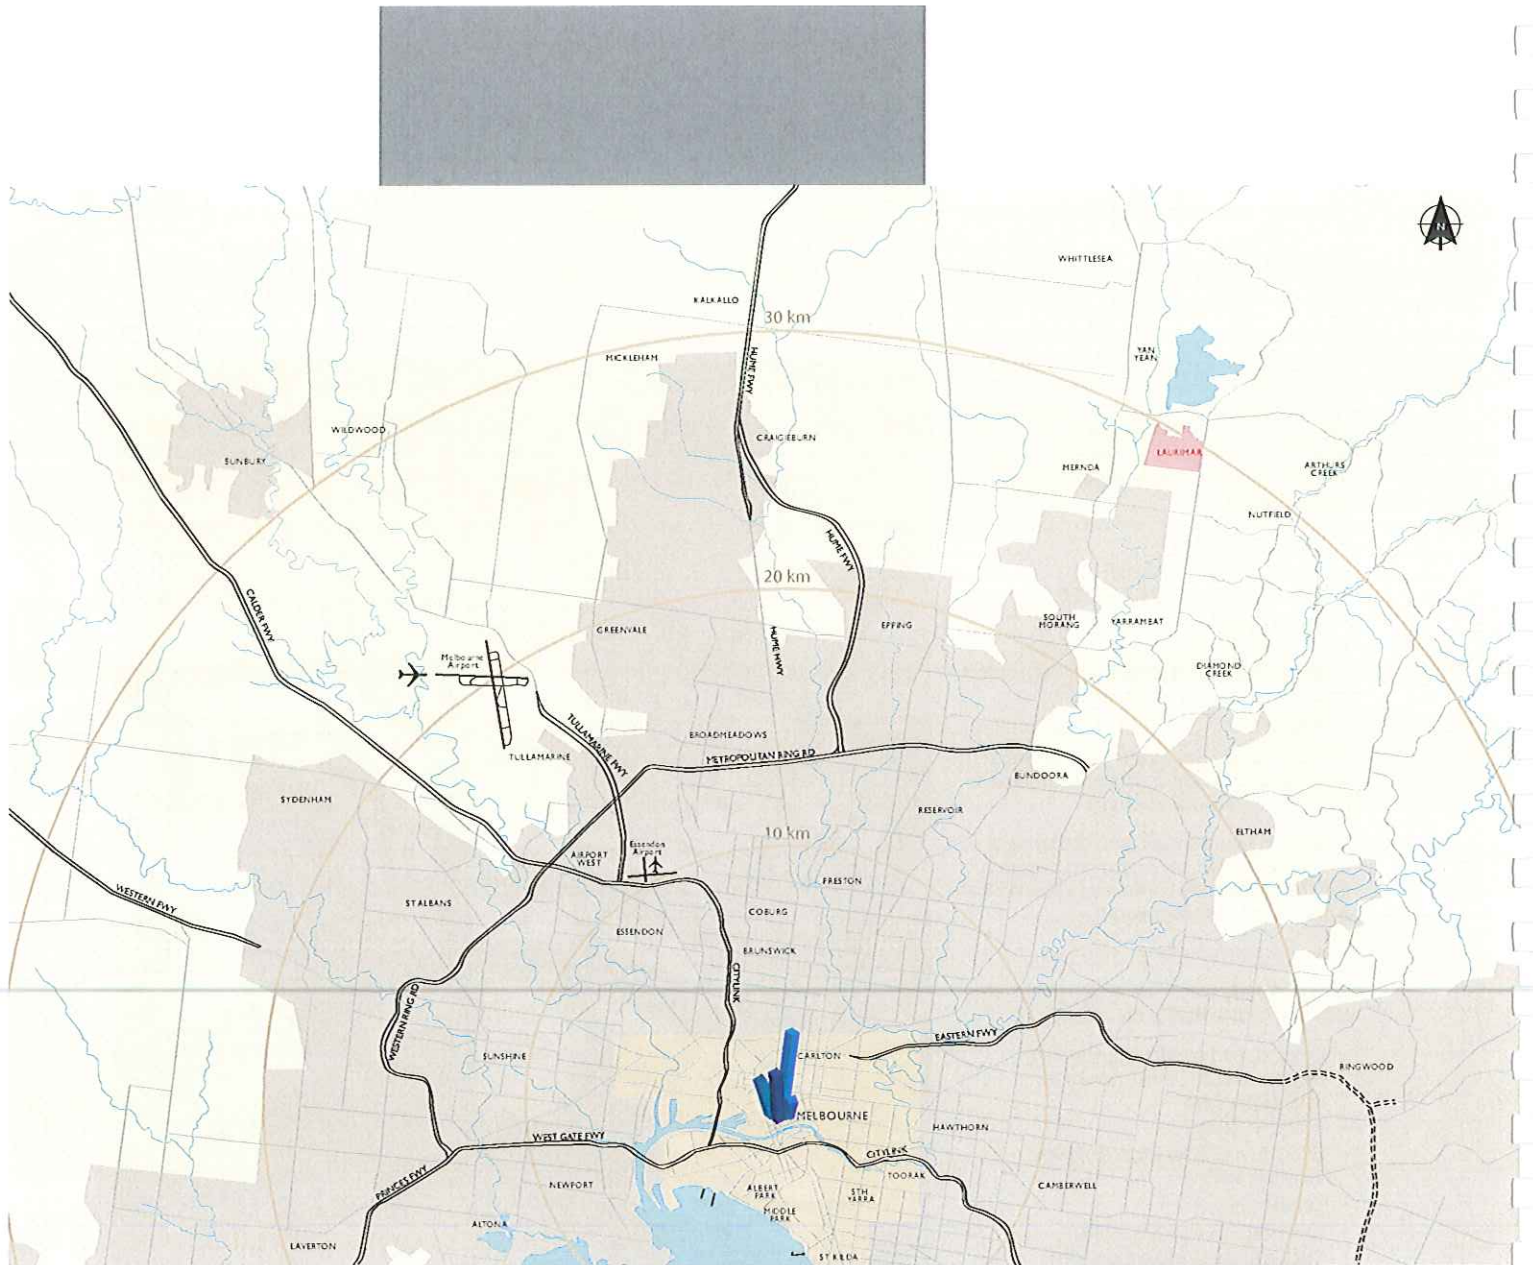 N
WHITTLESEA
KALKALLO
30 km
MICKLEHAM
YAN
YEAN
HUME FWY
WILDWOOD
CRAIGIEBURN
LAURIMAR
SUNBURY
MERNDA
ARTHURS
CREEK
NUTFIELD
HUME FWY
20 km
CALDER FWY
GREENVALE
HUME HWY
EPPING
SOUTH
MORANG
YARRAMBAT
Melbourne
Airport
DIAMOND
CREEK
TULLAMARINE FWY
BROADMEADOWS
TULLAMARINE
METROPOLITAN RING RD
BUNDOORA
SYDENHAM
RESERVOIR
10 km
ELTHAM
Essendon
Airport
AIRPORT
WEST
PRESTON
WESTERN FWY
ST ALBANS
COBURG
ESSENDON
BRUNSWICK
CITYLINK
WESTERN RING RD
EASTERN FWY
SUNSHINE
CARLTON
RINGWOOD
MELBOURNE
HAWTHORN
WEST GATE FWY
CITYLINK
PRINCES FWY
TOORAK
NEWPORT
ALBERT
PARK
STH
YARRA
CAMBERWELL
MIDDLE
PARK
ALTONA
LAVERTON
ST KILDA